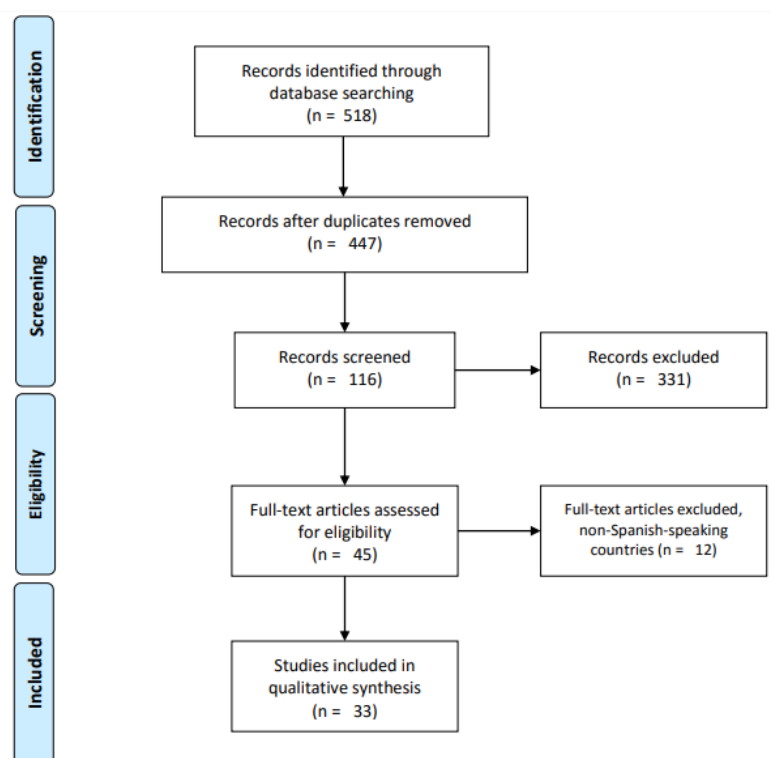 Identification
Records identified through
database searching
(n = 518)
Screening
Records after duplicates removed
(n = 447)
Records screened
(n = 116)
Records excluded
(n = 331)
Eligibility
Full-text articles assessed
for eligibility
(n = 45)
Full-text articles excluded,
non-Spanish-speaking
countries (n = 12)
Included
Studies included in
qualitative synthesis
(n = 33)